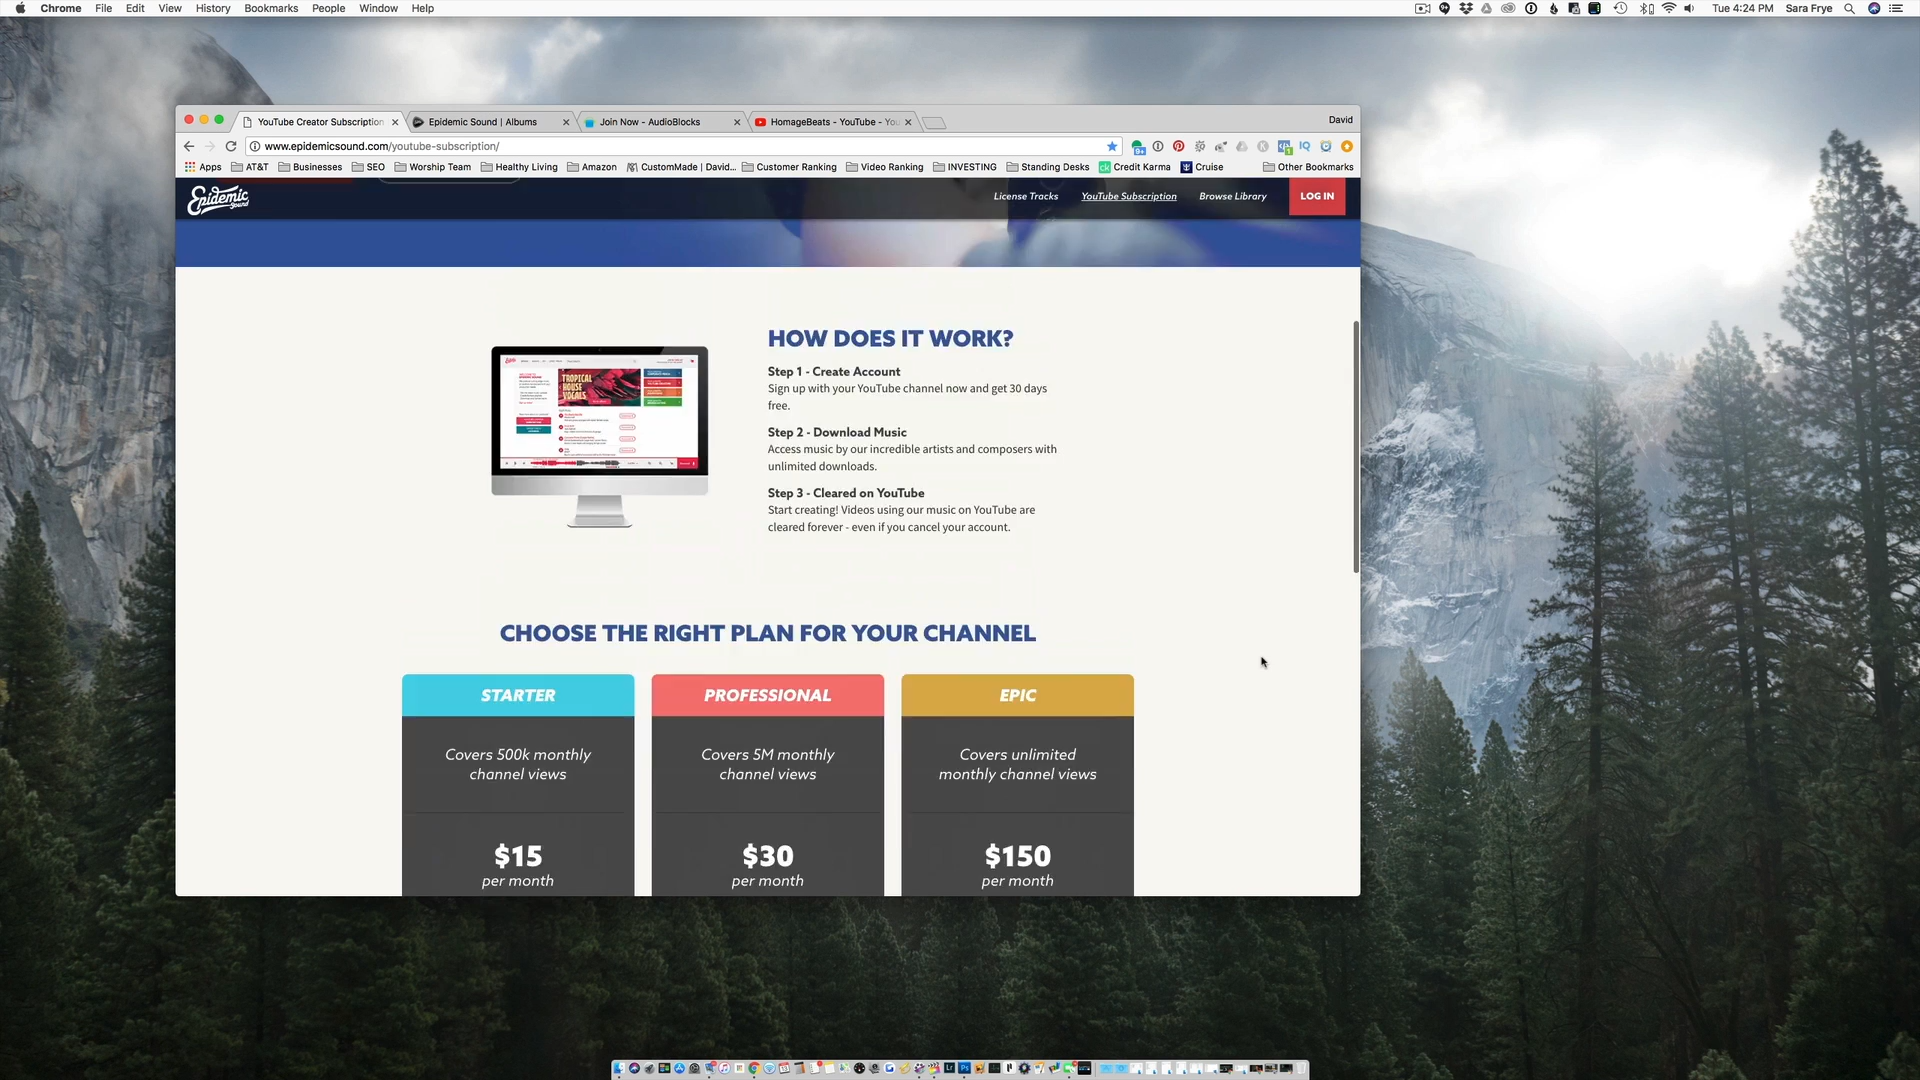 Chrome File Edit View History Bookmarks People Window Help
Tue 4:24 PM Sara Frye
YouTube Creator Subscription
Epidemic Sound | Albums
Join Now - AudioBlocks
HomageBeats - YouTube - You
David
www.epidemicsound.com/youtube-subscription/
Apps AT&T Businesses SEO Worship Team Healthy Living Amazon CustomMade | David... Customer Ranking Video Ranking INVESTING Standing Desks Credit Karma Cruise Other Bookmarks
Epidemic Sound
License Tracks YouTube Subscription Browse Library LOG IN
TROPICAL HOUSE VOCALS
HOW DOES IT WORK?
Step 1 - Create Account
Sign up with your YouTube channel now and get 30 days
free.
Step 2 - Download Music
Access music by our incredible artists and composers with
unlimited downloads.
Step 3 - Cleared on YouTube
Start creating! Videos using our music on YouTube are
cleared forever - even if you cancel your account.
CHOOSE THE RIGHT PLAN FOR YOUR CHANNEL
STARTER
Covers 500k monthly
channel views
$15
per month
PROFESSIONAL
Covers 5M monthly
channel views
$30
per month
EPIC
Covers unlimited
monthly channel views
$150
per month